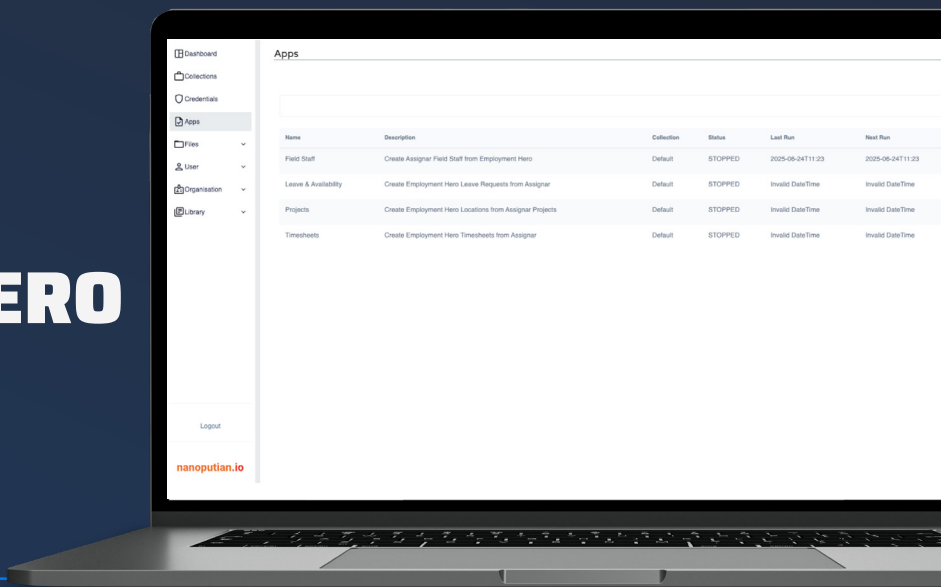 ERO
Dashboard
Collections
Credentials
Apps
Files
User
Organisation
Library
Logout
nanoputian.io
Apps
Name Description Collection Status Last Run Next Run
Field Staff Create Assignar Field Staff from Employment Hero Default STOPPED 2025-06-24T11:23 2025-06-24T11:23
Leave & Availability Create Employment Hero Leave Requests from Assignar Default STOPPED Invalid DateTime Invalid DateTime
Projects Create Employment Hero Locations from Assignar Projects Default STOPPED Invalid DateTime Invalid DateTime
Timesheets Create Employment Hero Timesheets from Assignar Default STOPPED Invalid DateTime Invalid DateTime